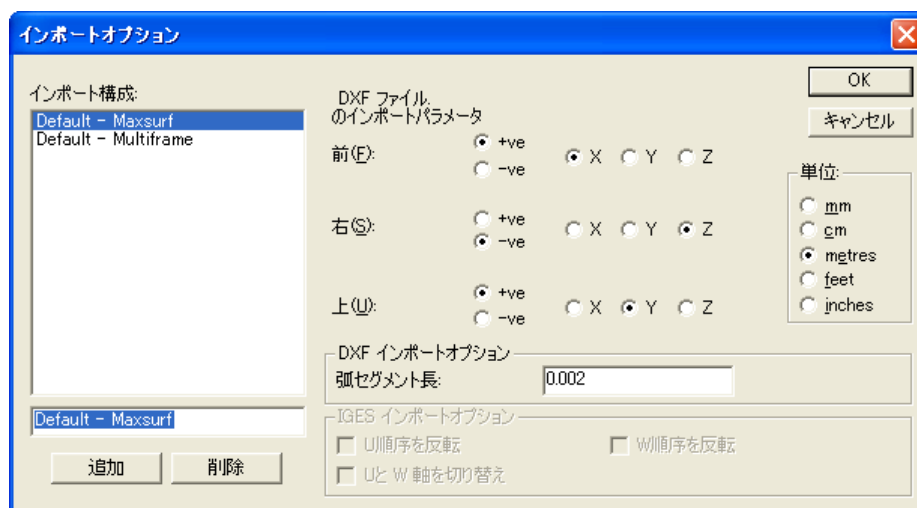 インポートオプション
インポート構成:
Default - Maxsurf
Default - Multiframe
Default - Maxsurf
追加
削除
DXF ファイル.
のインポートパラメータ
前(F):
+ve
-ve
X
Y
Z
右(S):
+ve
-ve
X
Y
Z
上(U):
+ve
-ve
X
Y
Z
DXF インポートオプション
弧セグメント長:
0.002
IGES インポートオプション
U順序を反転
W順序を反転
Uと W 軸を切り替え
OK
キャンセル
単位:
mm
cm
metres
feet
inches